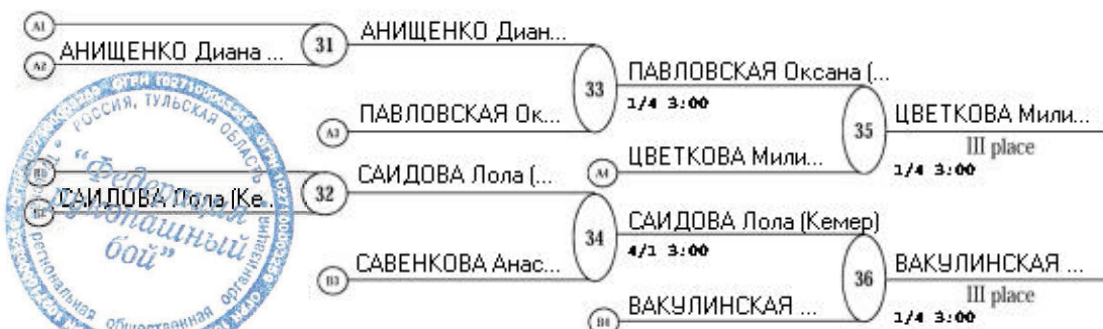 A1
АНИЩЕНКО Диана ...
A2
31
АНИЩЕНКО Диан...
33
ПАВЛОВСКАЯ Оксана (...
1/4 3:00
ПАВЛОВСКАЯ Ок...
A3
35
ЦВЕТКОВА Мили...
III place
1/4 3:00
ЦВЕТКОВА Мили...
A4
САИДОВА Лола (Ке...
32
САИДОВА Лола (...
34
САИДОВА Лола (Кемер)
4/1 3:00
САВЕНКОВА Анас...
B3
36
ВАКУЛИНСКАЯ ...
III place
1/4 3:00
ВАКУЛИНСКАЯ ...
B4
РОССИЯ, ТУЛЬСКАЯ ОБЛАСТЬ
"Федерация
рукопашный
бой"
региональная общественная организация